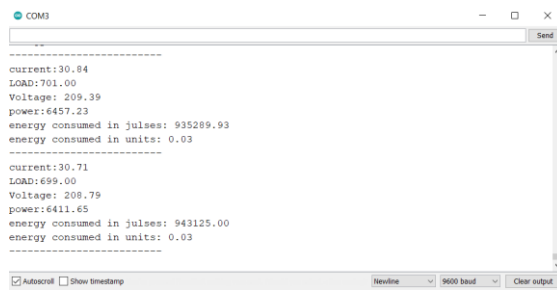 COM3
Send
------------------------
current:30.84
LOAD:701.00
Voltage: 209.39
power:6457.23
energy consumed in julses: 935289.93
energy consumed in units: 0.03
------------------------
current:30.71
LOAD:699.00
Voltage: 208.79
power:6411.65
energy consumed in julses: 943125.00
energy consumed in units: 0.03
------------------------
Autoscroll Show timestamp Newline 9600 baud Clear output